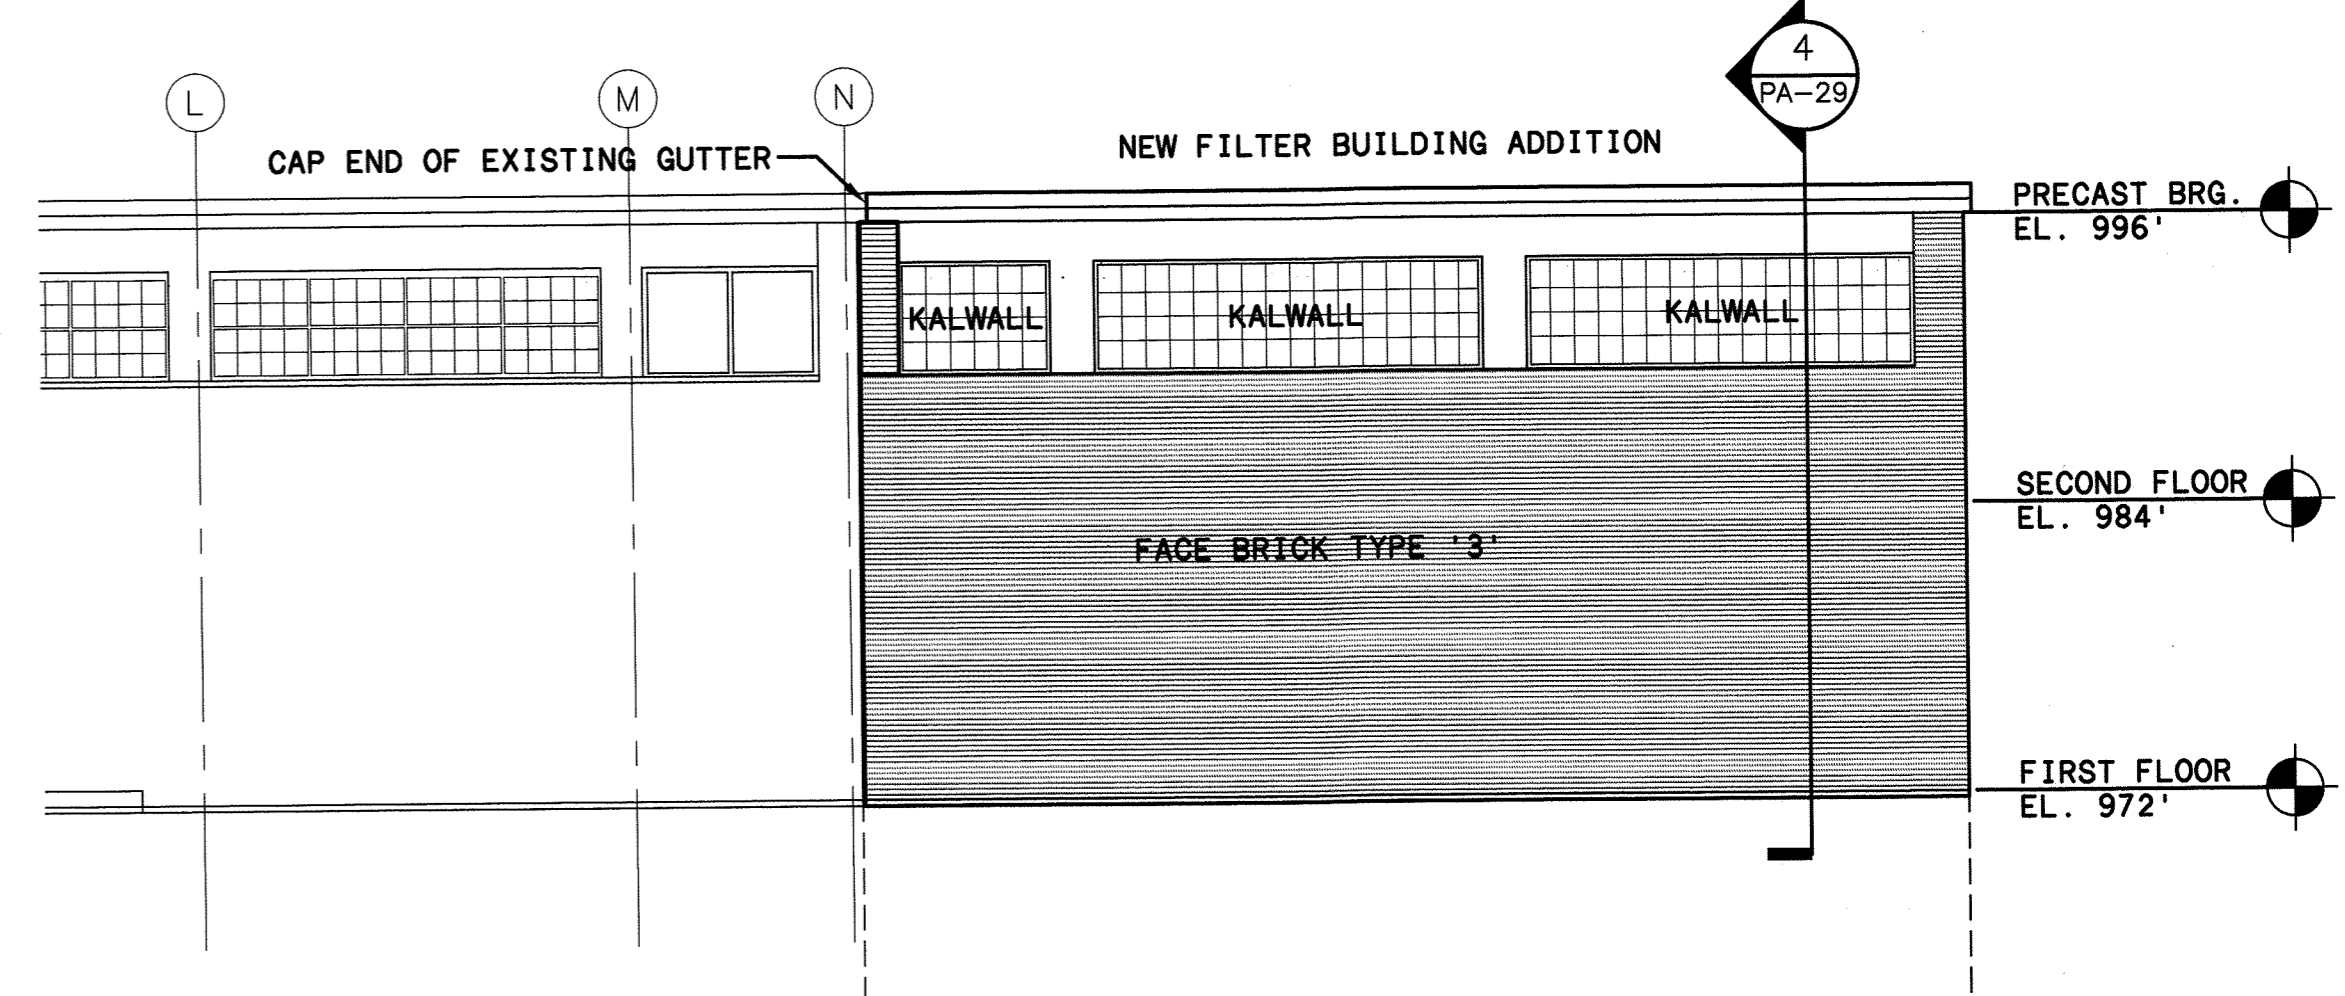 4
PA-29
L
M
N
CAP END OF EXISTING GUTTER
NEW FILTER BUILDING ADDITION
PRECAST BRG.
EL. 996'
KALWALL
KALWALL
KALWALL
SECOND FLOOR
EL. 984'
FACE BRICK TYPE '3'
FIRST FLOOR
EL. 972'